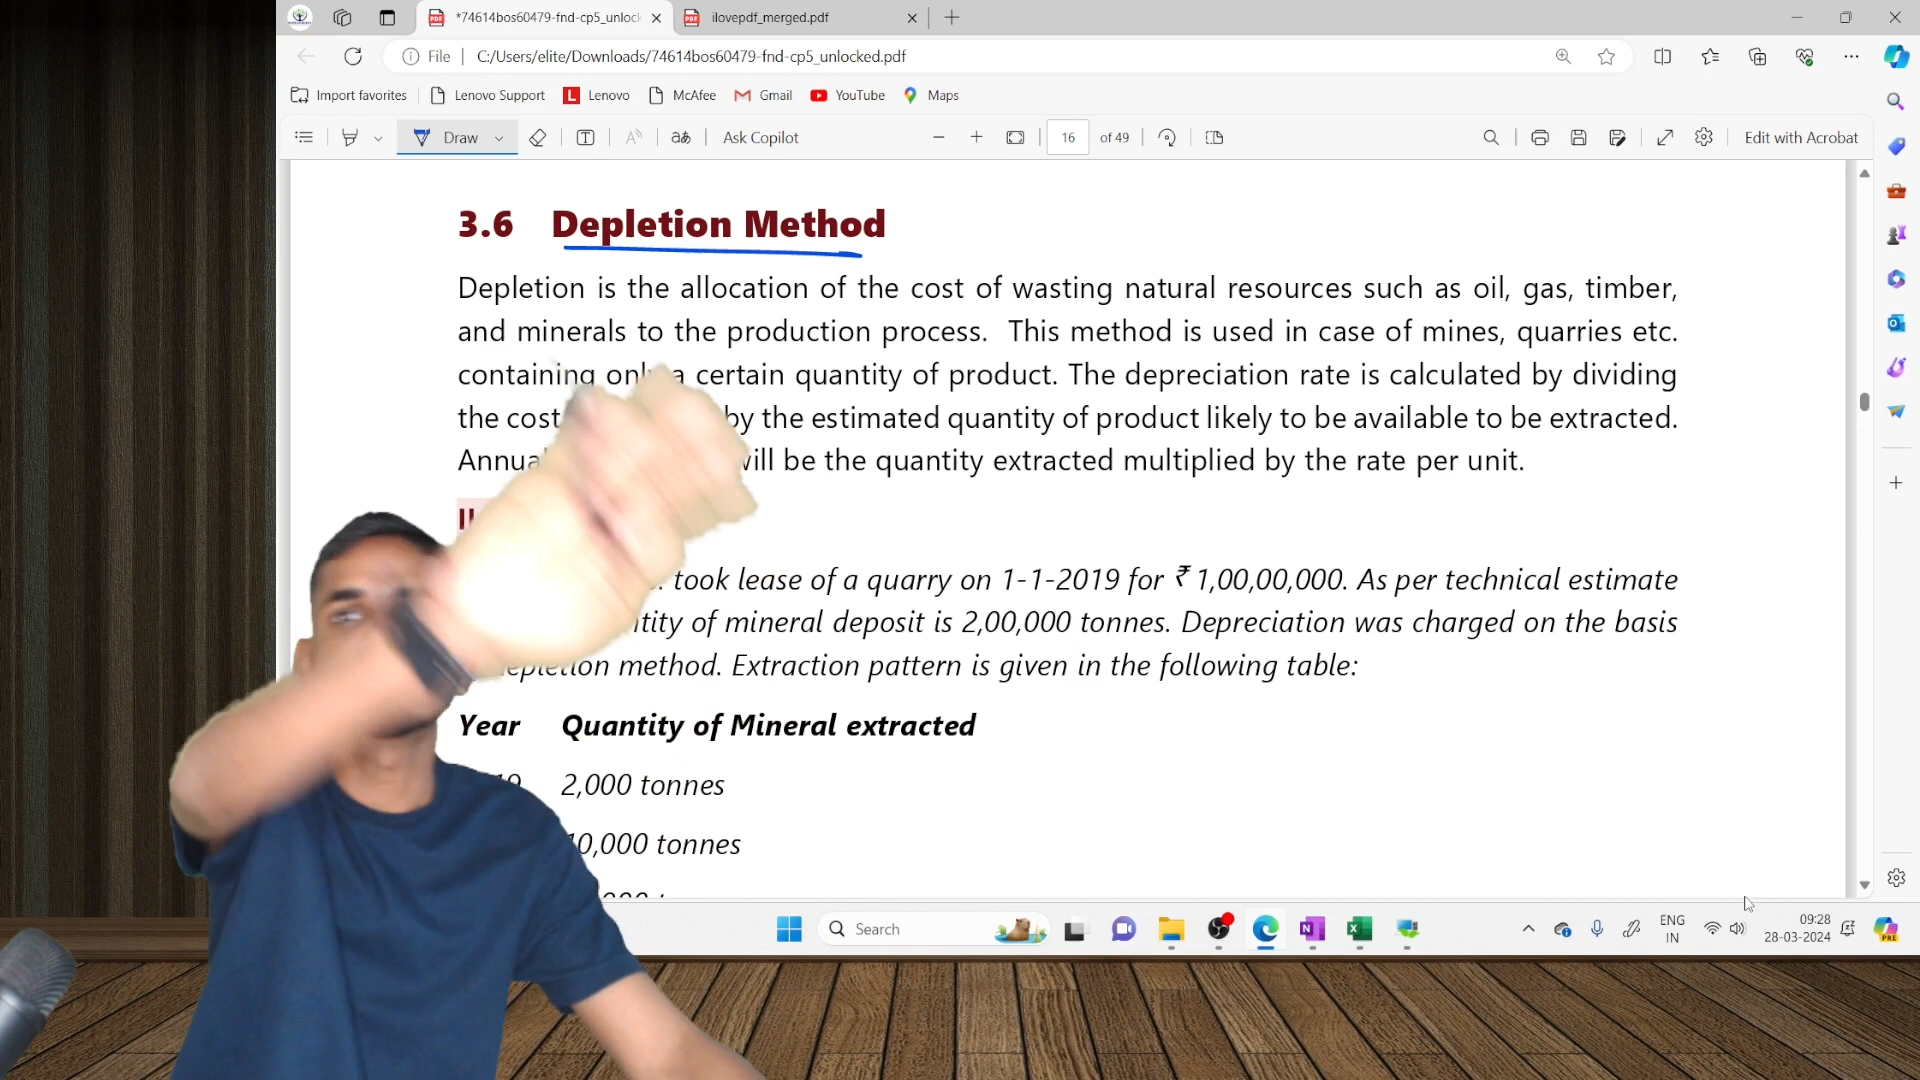 *74614bos60479-fnd-cp5_unlock
ilovepdf_merged.pdf
File
C:/Users/elite/Downloads/74614bos60479-fnd-cp5_unlocked.pdf
Import favorites
Lenovo Support
L Lenovo
McAfee
Gmail
YouTube
Maps
Draw
Ask Copilot
16 of 49
Edit with Acrobat
3.6 Depletion Method
Depletion is the allocation of the cost of wasting natural resources such as oil, gas, timber,
and minerals to the production process. This method is used in case of mines, quarries etc.
containing only a certain quantity of product. The depreciation rate is calculated by dividing
the cost by the estimated quantity of product likely to be available to be extracted.
will be the quantity extracted multiplied by the rate per unit.
took lease of a quarry on 1-1-2019 for ₹ 1,00,00,000. As per technical estimate
of mineral deposit is 2,00,000 tonnes. Depreciation was charged on the basis
method. Extraction pattern is given in the following table:
Year Quantity of Mineral extracted
2,000 tonnes
10,000 tonnes
Search
ENG
IN
09:28
28-03-2024
PRE